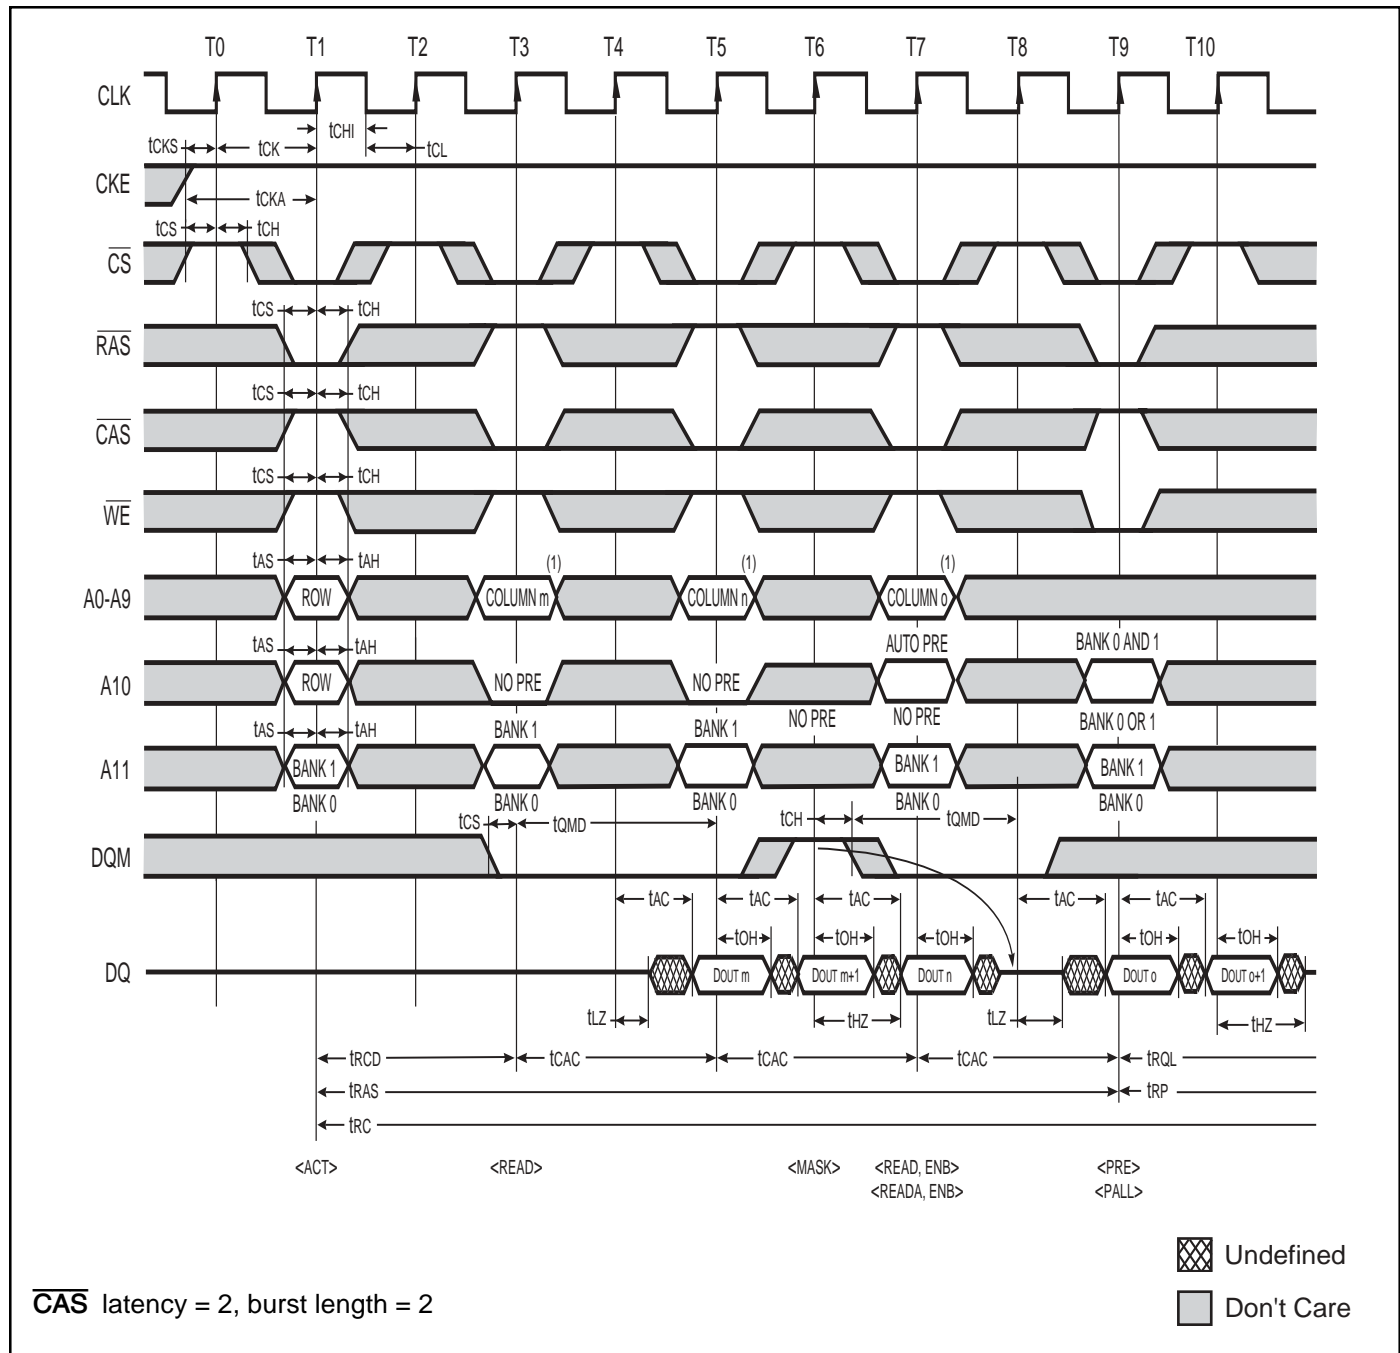 T0 T1 T2 T3 T4 T5 T6 T7 T8 T9 T10
CLK
tCHI
tCKS tCK tCL
CKE
tCKA
tCS tCH
CS
tCS tCH
RAS
tCS tCH
CAS
tCS tCH
WE
tAS tAH (1) (1) (1)
A0-A9 ROW COLUMN m COLUMN n COLUMN o
tAS tAH AUTO PRE BANK 0 AND 1
A10 ROW NO PRE NO PRE
NO PRE NO PRE BANK 0 OR 1
tAS tAH BANK 1 BANK 1
A11 BANK 1 BANK 1 BANK 1
BANK 0 BANK 0 BANK 0 BANK 0 BANK 0
tCS tQMD tCH tQMD
DQM
tAC tAC tAC tAC tAC
tOH tOH tOH tOH tOH
DQ DOUT m DOUT m+1 DOUT n DOUT o DOUT o+1
tLZ tHZ tLZ tHZ
tRCD tCAC tCAC tCAC tRQL
tRAS tRP
tRC
<ACT> <READ> <MASK> <READ, ENB> <PRE>
<READA, ENB> <PALL>
Undefined
CAS latency = 2, burst length = 2
Don't Care